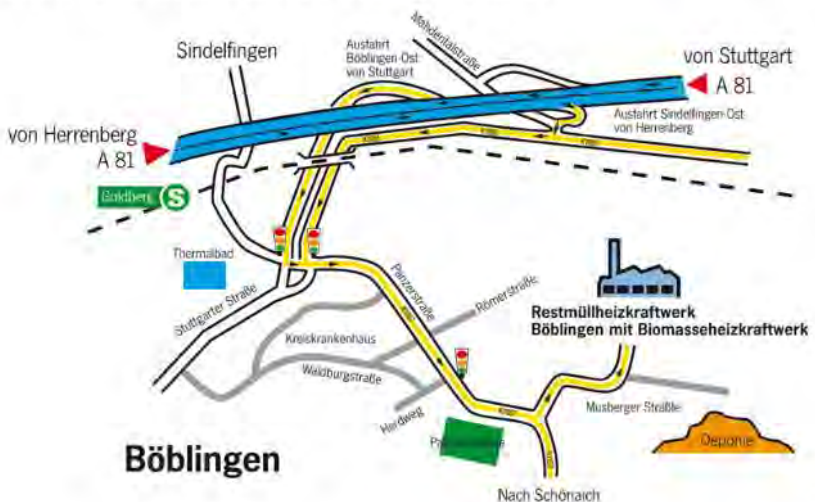 Sindelfingen
Ausfahrt
Böblingen-Ost
von Stuttgart
Mahdentalstraße
von Stuttgart
A 81
Ausfahrt Sindelfingen-Ost
von Herrenberg
von Herrenberg
A 81
Goldberg S
Thermalbad
Stuttgarter Straße
Panzerstraße
Römerstraße
Kreiskrankenhaus
Waldburgstraße
Herdweg
Restmüllheizkraftwerk
Böblingen mit Biomasseheizkraftwerk
Musberger Straße
Deponie
Böblingen
Nach Schönaich